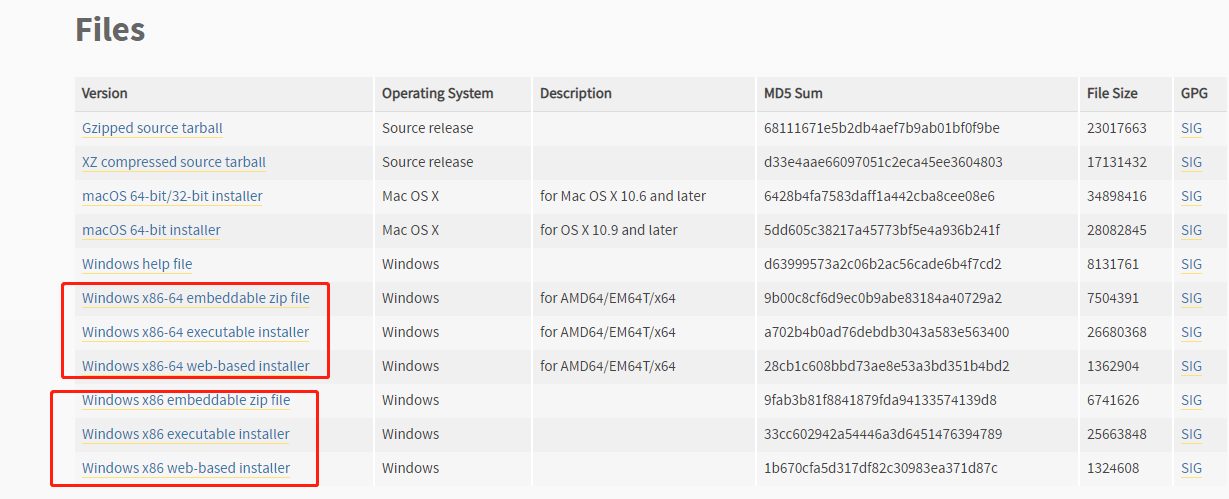 Files
Version Operating System Description MD5 Sum File Size GPG
Gzipped source tarball Source release 68111671e5b2db4aef7b9ab01bf0f9be 23017663 SIG
XZ compressed source tarball Source release d33e4aae66097051c2eca45ee3604803 17131432 SIG
macOS 64-bit/32-bit installer Mac OS X for Mac OS X 10.6 and later 6428b4fa7583daff1a442cba8cee08e6 34898416 SIG
macOS 64-bit installer Mac OS X for OS X 10.9 and later 5dd605c38217a45773bf5e4a936b241f 28082845 SIG
Windows help file Windows d63999573a2c06b2ac56cade6b4f7cd2 8131761 SIG
Windows x86-64 embeddable zip file Windows for AMD64/EM64T/x64 9b00c8cf6d9ec0b9abe83184a40729a2 7504391 SIG
Windows x86-64 executable installer Windows for AMD64/EM64T/x64 a702b4b0ad76debdb3043a583e563400 26680368 SIG
Windows x86-64 web-based installer Windows for AMD64/EM64T/x64 28cb1c608bbd73ae8e53a3bd351b4bd2 1362904 SIG
Windows x86 embeddable zip file Windows 9fab3b81f8841879fda94133574139d8 6741626 SIG
Windows x86 executable installer Windows 33cc602942a54446a3d6451476394789 25663848 SIG
Windows x86 web-based installer Windows 1b670cfa5d317df82c30983ea371d87c 1324608 SIG